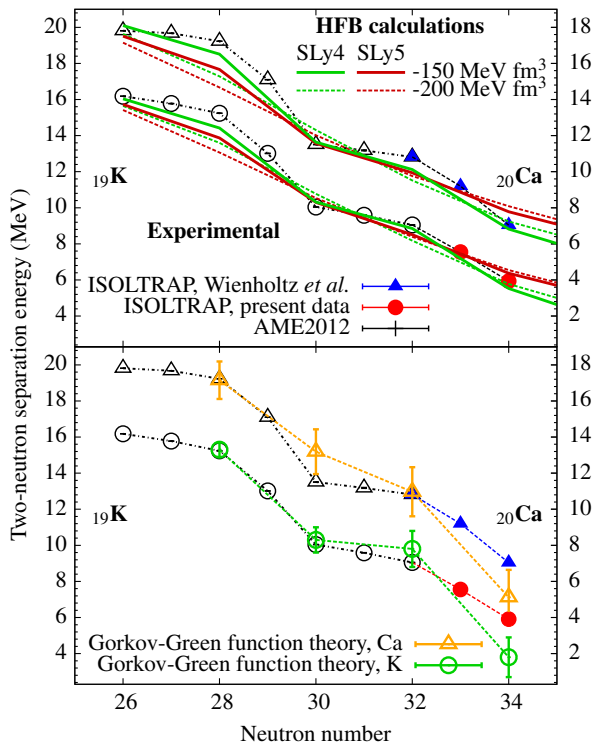 HFB calculations
SLy4 SLy5
-150 MeV fm3
-200 MeV fm3
20 18 16 14 12 10 8 6 4
18 16 14 12 10 8 6 4 2
19K
20Ca
Experimental
ISOLTRAP, Wienholtz et al.
ISOLTRAP, present data
AME2012
Two-neutron separation energy (MeV)
20 18 16 14 12 10 8 6 4
20 18 16 14 12 10 8 6 4 2
19K
20Ca
Gorkov-Green function theory, Ca
Gorkov-Green function theory, K
26 28 30 32 34
Neutron number